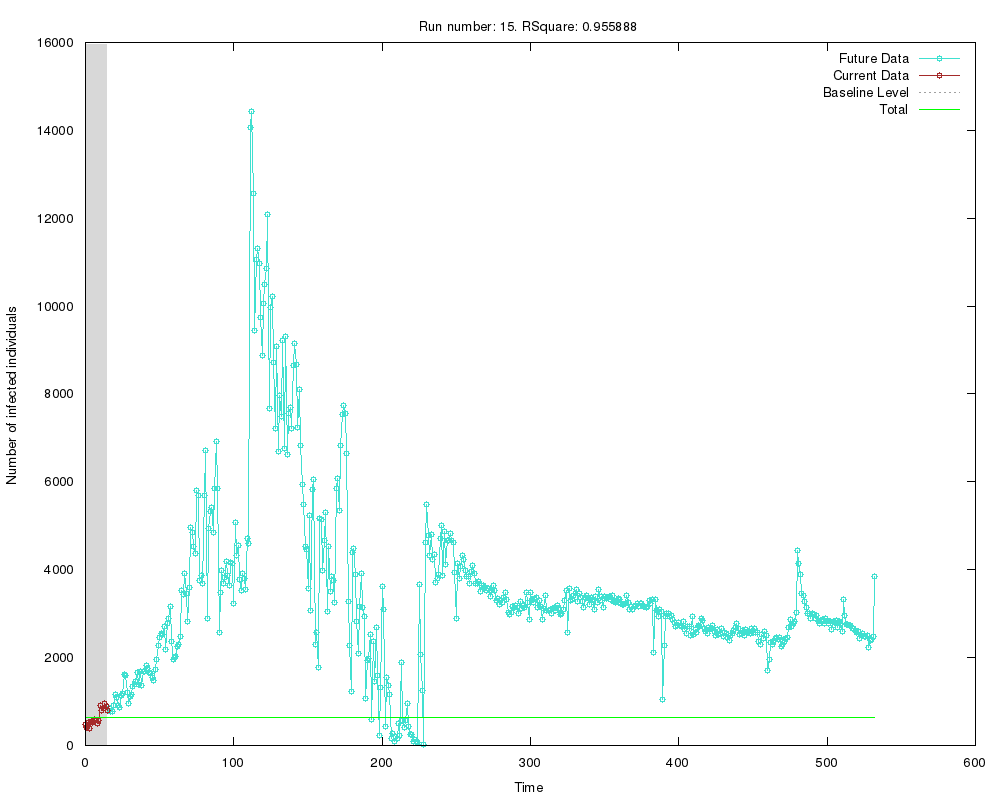 Run number: 15. RSquare: 0.955888
Number of infected individuals
16000
14000
12000
10000
8000
6000
4000
2000
0
Future Data
Current Data
Baseline Level
Total
0 100 200 300 400 500 600
Time